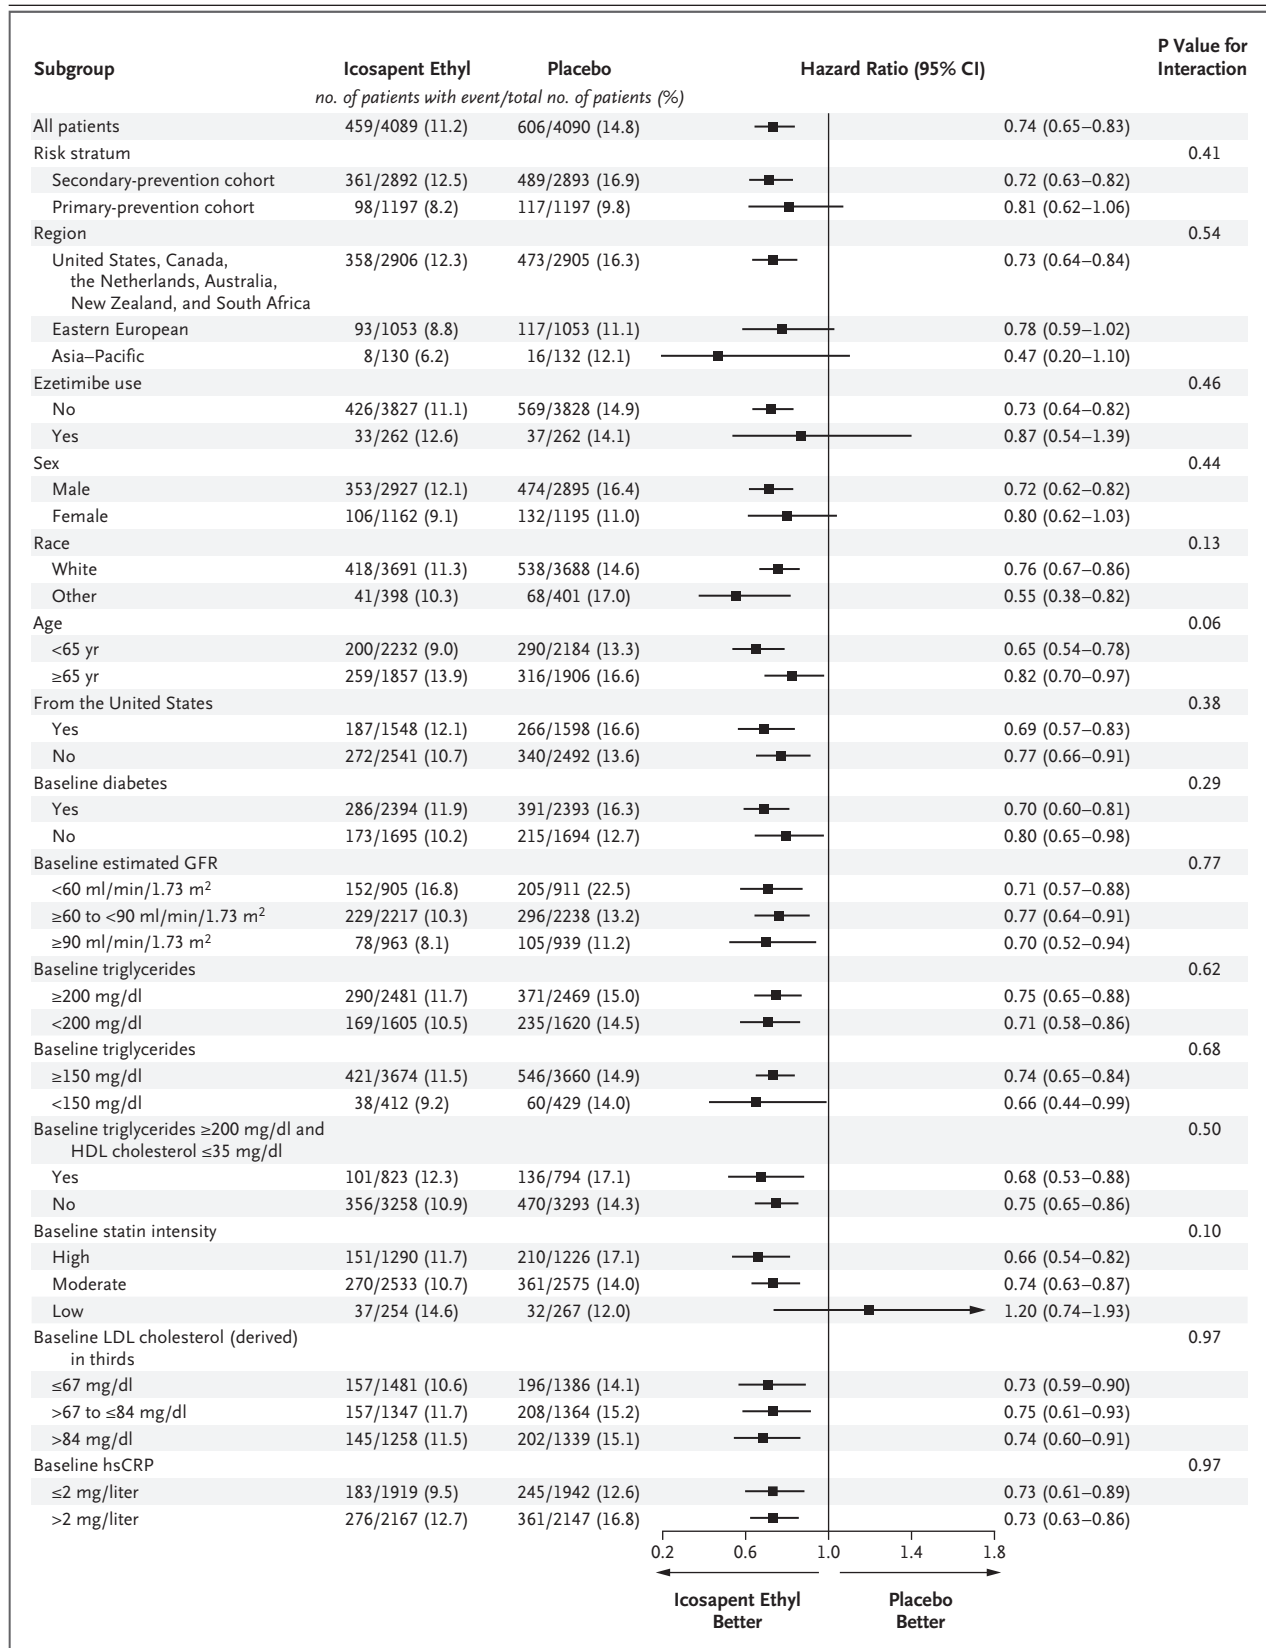 Subgroup Icosapent Ethyl Placebo Hazard Ratio (95% CI) P Value for Interaction
no. of patients with event/total no. of patients (%)
All patients 459/4089 (11.2) 606/4090 (14.8) 0.74 (0.65–0.83)
Risk stratum 0.41
Secondary-prevention cohort 361/2892 (12.5) 489/2893 (16.9) 0.72 (0.63–0.82)
Primary-prevention cohort 98/1197 (8.2) 117/1197 (9.8) 0.81 (0.62–1.06)
Region 0.54
United States, Canada, 358/2906 (12.3) 473/2905 (16.3) 0.73 (0.64–0.84)
the Netherlands, Australia,
New Zealand, and South Africa
Eastern European 93/1053 (8.8) 117/1053 (11.1) 0.78 (0.59–1.02)
Asia–Pacific 8/130 (6.2) 16/132 (12.1) 0.47 (0.20–1.10)
Ezetimibe use 0.46
No 426/3827 (11.1) 569/3828 (14.9) 0.73 (0.64–0.82)
Yes 33/262 (12.6) 37/262 (14.1) 0.87 (0.54–1.39)
Sex 0.44
Male 353/2927 (12.1) 474/2895 (16.4) 0.72 (0.62–0.82)
Female 106/1162 (9.1) 132/1195 (11.0) 0.80 (0.62–1.03)
Race 0.13
White 418/3691 (11.3) 538/3688 (14.6) 0.76 (0.67–0.86)
Other 41/398 (10.3) 68/401 (17.0) 0.55 (0.38–0.82)
Age 0.06
<65 yr 200/2232 (9.0) 290/2184 (13.3) 0.65 (0.54–0.78)
≥65 yr 259/1857 (13.9) 316/1906 (16.6) 0.82 (0.70–0.97)
From the United States 0.38
Yes 187/1548 (12.1) 266/1598 (16.6) 0.69 (0.57–0.83)
No 272/2541 (10.7) 340/2492 (13.6) 0.77 (0.66–0.91)
Baseline diabetes 0.29
Yes 286/2394 (11.9) 391/2393 (16.3) 0.70 (0.60–0.81)
No 173/1695 (10.2) 215/1694 (12.7) 0.80 (0.65–0.98)
Baseline estimated GFR 0.77
<60 ml/min/1.73 m² 152/905 (16.8) 205/911 (22.5) 0.71 (0.57–0.88)
≥60 to <90 ml/min/1.73 m² 229/2217 (10.3) 296/2238 (13.2) 0.77 (0.64–0.91)
≥90 ml/min/1.73 m² 78/963 (8.1) 105/939 (11.2) 0.70 (0.52–0.94)
Baseline triglycerides 0.62
≥200 mg/dl 290/2481 (11.7) 371/2469 (15.0) 0.75 (0.65–0.88)
<200 mg/dl 169/1605 (10.5) 235/1620 (14.5) 0.71 (0.58–0.86)
Baseline triglycerides 0.68
≥150 mg/dl 421/3674 (11.5) 546/3660 (14.9) 0.74 (0.65–0.84)
<150 mg/dl 38/412 (9.2) 60/429 (14.0) 0.66 (0.44–0.99)
Baseline triglycerides ≥200 mg/dl and 0.50
HDL cholesterol ≤35 mg/dl
Yes 101/823 (12.3) 136/794 (17.1) 0.68 (0.53–0.88)
No 356/3258 (10.9) 470/3293 (14.3) 0.75 (0.65–0.86)
Baseline statin intensity 0.10
High 151/1290 (11.7) 210/1226 (17.1) 0.66 (0.54–0.82)
Moderate 270/2533 (10.7) 361/2575 (14.0) 0.74 (0.63–0.87)
Low 37/254 (14.6) 32/267 (12.0) 1.20 (0.74–1.93)
Baseline LDL cholesterol (derived) 0.97
in thirds
≤67 mg/dl 157/1481 (10.6) 196/1386 (14.1) 0.73 (0.59–0.90)
>67 to ≤84 mg/dl 157/1347 (11.7) 208/1364 (15.2) 0.75 (0.61–0.93)
>84 mg/dl 145/1258 (11.5) 202/1339 (15.1) 0.74 (0.60–0.91)
Baseline hsCRP 0.97
≤2 mg/liter 183/1919 (9.5) 245/1942 (12.6) 0.73 (0.61–0.89)
>2 mg/liter 276/2167 (12.7) 361/2147 (16.8) 0.73 (0.63–0.86)
0.2 0.6 1.0 1.4 1.8
Icosapent Ethyl Placebo
Better Better